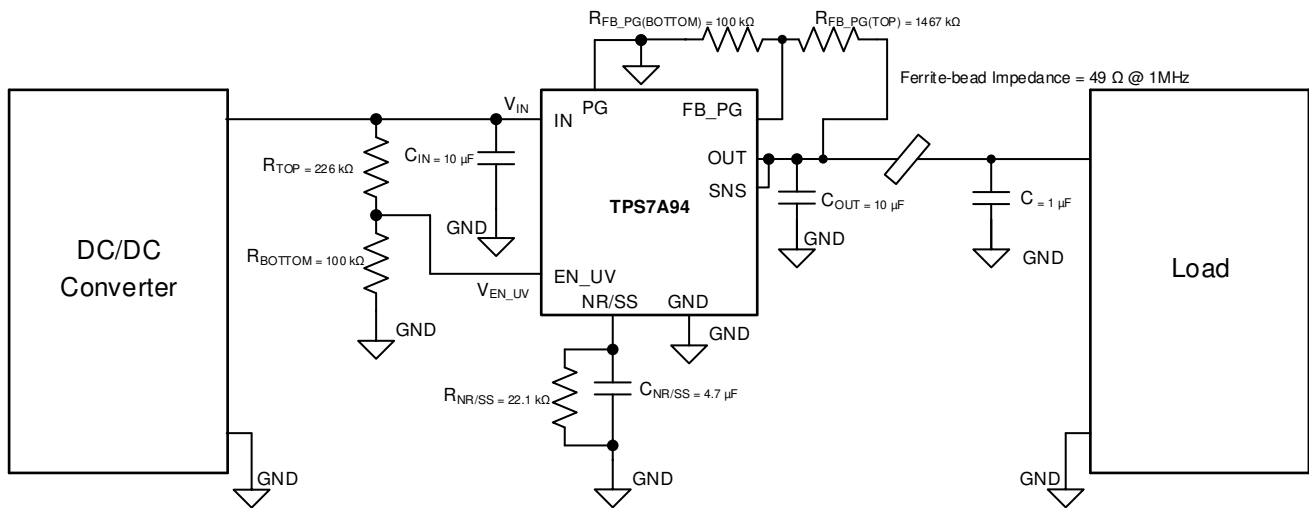 R_FB_PG(BOTTOM) = 100 kΩ
R_FB_PG(TOP) = 1467 kΩ
Ferrite-bead Impedance = 49 Ω @ 1MHz
GND
V_IN
PG
IN
FB_PG
C_IN = 10 µF
R_TOP = 226 kΩ
OUT
SNS
TPS7A94
C_OUT = 10 µF
C = 1 µF
GND
GND
GND
DC/DC
Converter
R_BOTTOM = 100 kΩ
EN_UV
Load
V_EN_UV
NR/SS
GND
GND
GND
R_NR/SS = 22.1 kΩ
C_NR/SS = 4.7 µF
GND
GND
GND